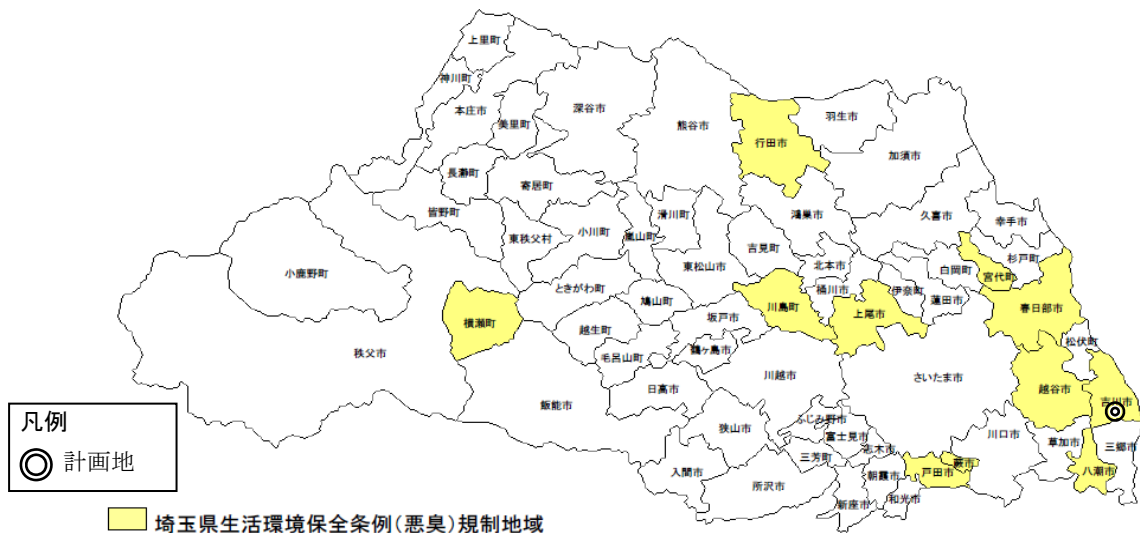 上里町
神川町
本庄市
美里町
深谷市
熊谷市
行田市
羽生市
加須市
長瀞町
寄居町
皆野町
東秩父村
小川町
嵐山町
滑川町
東松山市
吉見町
鴻巣市
北本市
桶川市
伊奈町
久喜市
幸手市
白岡町
宮代町
杉戸町
蓮田市
春日部市
小鹿野町
秩父市
横瀬町
ときがわ町
鳩山町
越生町
毛呂山町
坂戸市
鶴ヶ島市
川島町
上尾市
日高市
川越市
さいたま市
松伏町
越谷市
吉川市
飯能市
狭山市
ふじみ野市
富士見市
三芳町
志木市
入間市
所沢市
朝霞市
新座市
和光市
戸田市
蕨市
川口市
草加市
八潮市
三郷市
凡例
計画地
埼玉県生活環境保全条例(悪臭)規制地域